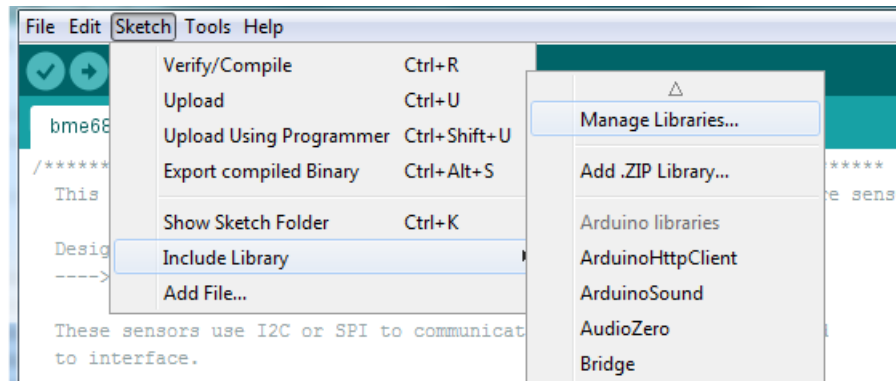 File Edit Sketch Tools Help
Verify/Compile Ctrl+R
Upload Ctrl+U
Upload Using Programmer Ctrl+Shift+U
Export compiled Binary Ctrl+Alt+S
Show Sketch Folder Ctrl+K
Include Library
Add File...
Manage Libraries...
Add .ZIP Library...
Arduino libraries
ArduinoHttpClient
ArduinoSound
AudioZero
Bridge
bme68
/******
This
Desig
---->
These sensors use I2C or SPI to communicat
to interface.